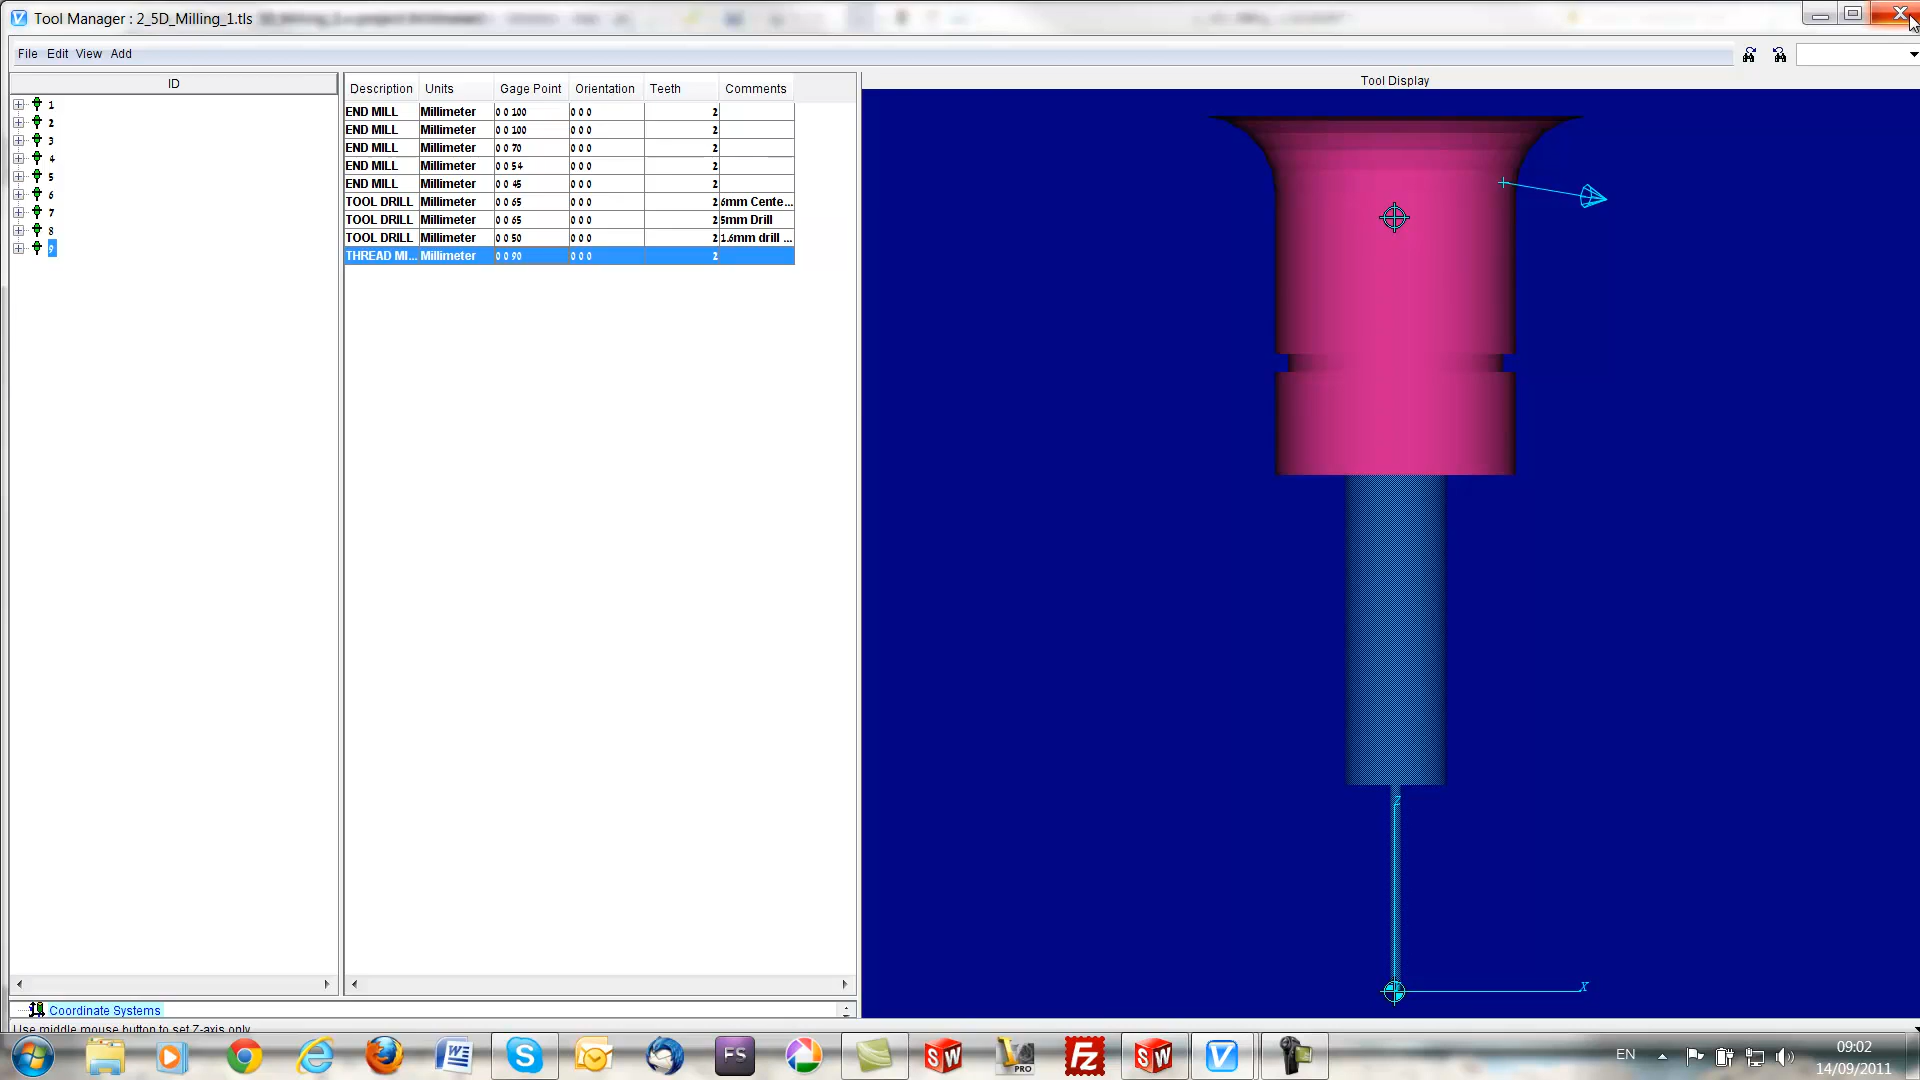 Tool Manager : 2_5D_Milling_1.tls
File Edit View Add
ID
1
2
3
4
5
6
7
8
9
Description Units Gage Point Orientation Teeth Comments
END MILL Millimeter 0 0 100 0 0 0 2
END MILL Millimeter 0 0 100 0 0 0 2
END MILL Millimeter 0 0 70 0 0 0 2
END MILL Millimeter 0 0 54 0 0 0 2
END MILL Millimeter 0 0 45 0 0 0 2
TOOL DRILL Millimeter 0 0 65 0 0 0 2 6mm Cente...
TOOL DRILL Millimeter 0 0 65 0 0 0 2 5mm Drill
TOOL DRILL Millimeter 0 0 50 0 0 0 2 1.6mm drill ...
THREAD MI... Millimeter 0 0 90 0 0 0 2
Tool Display
Z
X
Coordinate Systems
Use middle mouse button to set Z-axis only
FS
SW
PRO
FZ
SW
V
EN
09:02
14/09/2011